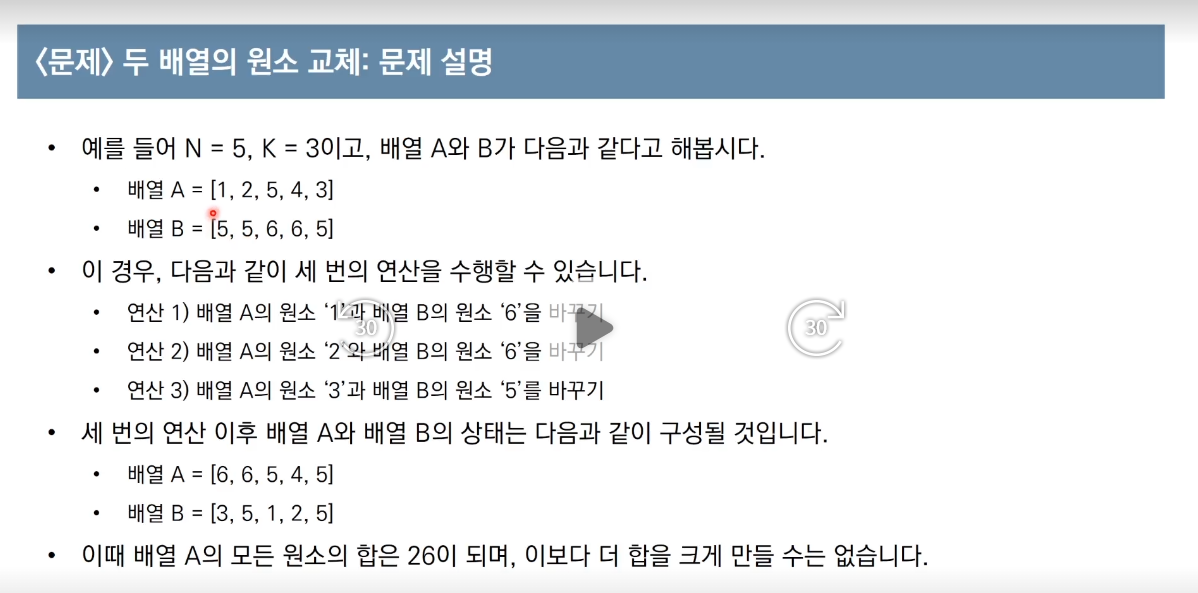 〈문제〉 두 배열의 원소 교체: 문제 설명
• 예를 들어 N = 5, K = 3이고, 배열 A와 B가 다음과 같다고 해봅시다.
• 배열 A = [1, 2, 5, 4, 3]
• 배열 B = [5, 5, 6, 6, 5]
• 이 경우, 다음과 같이 세 번의 연산을 수행할 수 있습니다.
• 연산 1) 배열 A의 원소 ‘1’과 배열 B의 원소 ‘6’을 바꾸기
• 연산 2) 배열 A의 원소 ‘2’와 배열 B의 원소 ‘6’을 바꾸기
• 연산 3) 배열 A의 원소 ‘3’과 배열 B의 원소 ‘5’를 바꾸기
30
30
• 세 번의 연산 이후 배열 A와 배열 B의 상태는 다음과 같이 구성될 것입니다.
• 배열 A = [6, 6, 5, 4, 5]
• 배열 B = [3, 5, 1, 2, 5]
• 이때 배열 A의 모든 원소의 합은 26이 되며, 이보다 더 합을 크게 만들 수는 없습니다.